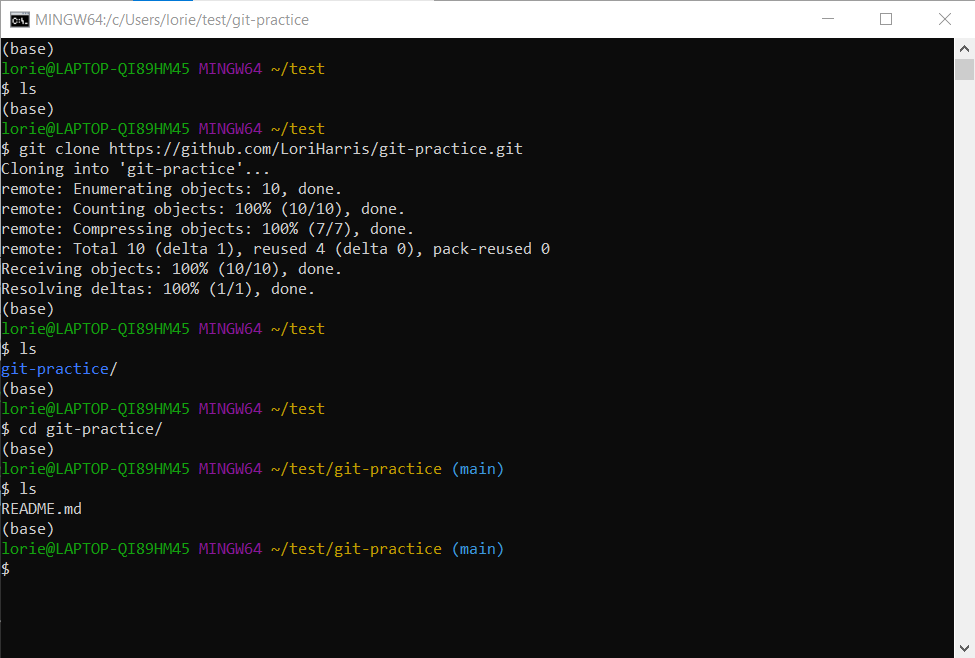 MINGW64:/c/Users/lorie/test/git-practice
(base)
lorie@LAPTOP-QI89HM45 MINGW64 ~/test
$ ls
(base)
lorie@LAPTOP-QI89HM45 MINGW64 ~/test
$ git clone https://github.com/LoriHarris/git-practice.git
Cloning into 'git-practice'...
remote: Enumerating objects: 10, done.
remote: Counting objects: 100% (10/10), done.
remote: Compressing objects: 100% (7/7), done.
remote: Total 10 (delta 1), reused 4 (delta 0), pack-reused 0
Receiving objects: 100% (10/10), done.
Resolving deltas: 100% (1/1), done.
(base)
lorie@LAPTOP-QI89HM45 MINGW64 ~/test
$ ls
git-practice/
(base)
lorie@LAPTOP-QI89HM45 MINGW64 ~/test
$ cd git-practice/
(base)
lorie@LAPTOP-QI89HM45 MINGW64 ~/test/git-practice (main)
$ ls
README.md
(base)
lorie@LAPTOP-QI89HM45 MINGW64 ~/test/git-practice (main)
$